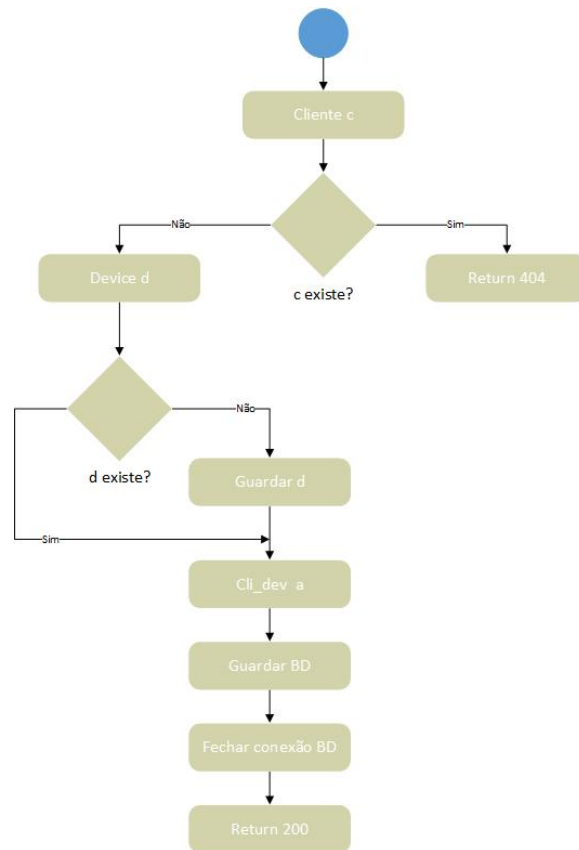 Cliente c
Não
Sim
Device d
c existe?
Return 404
Não
d existe?
Guardar d
Sim
Cli_dev a
Guardar BD
Fechar conexão BD
Return 200